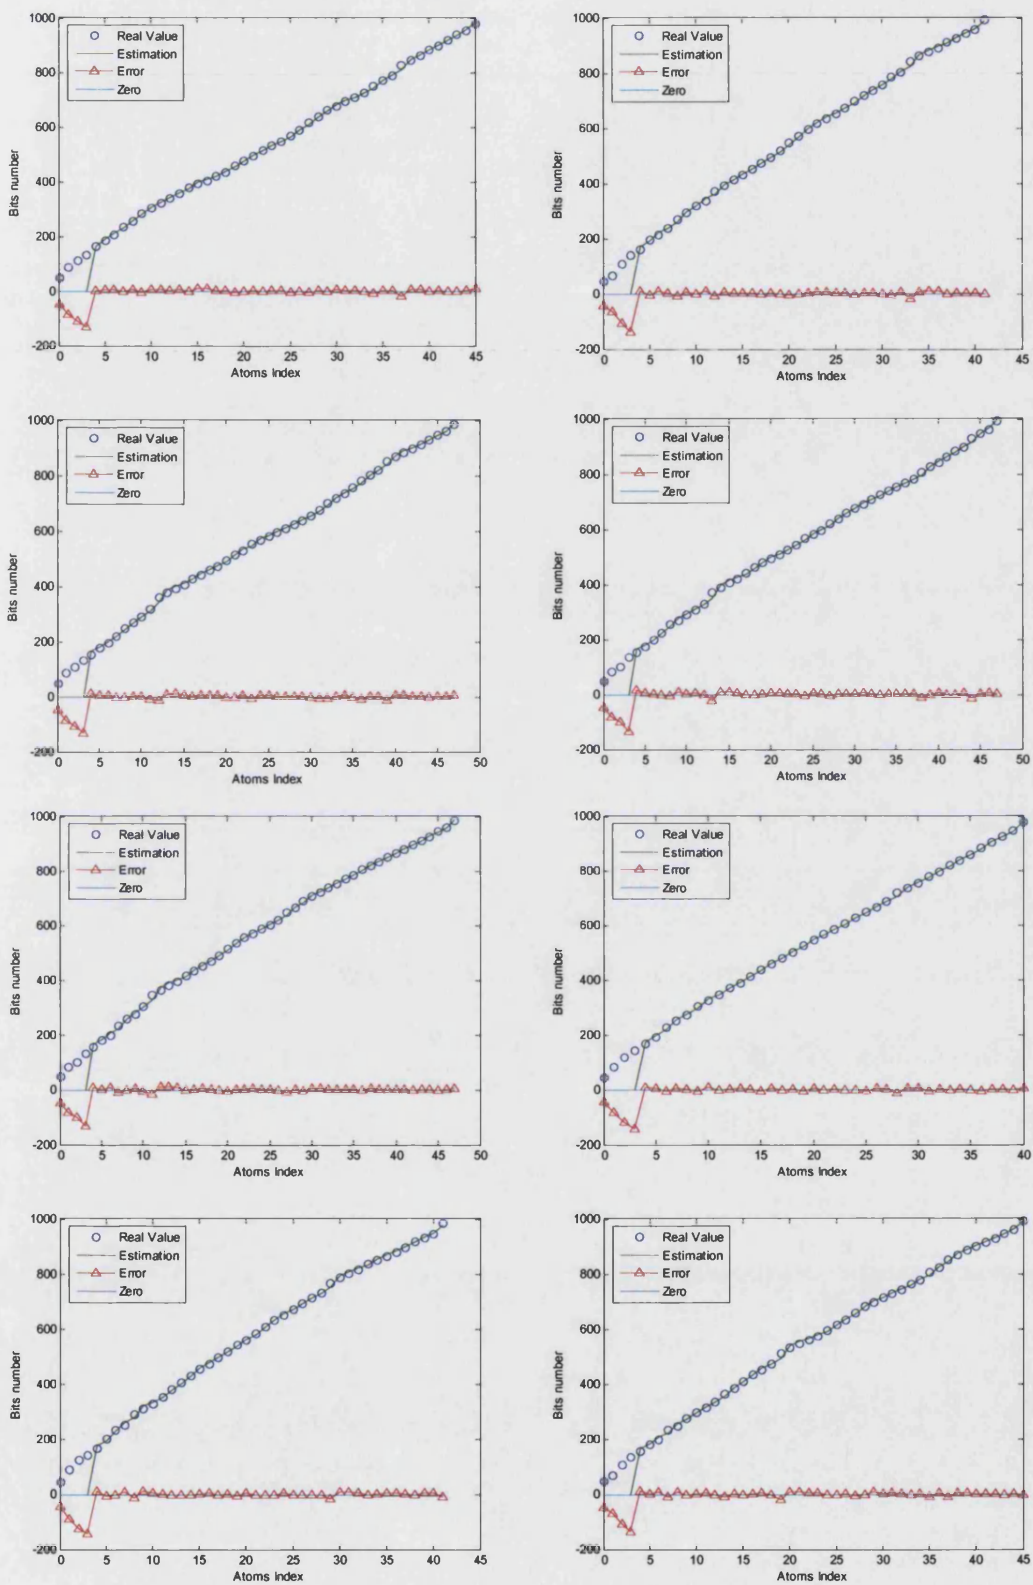 1000
800
600
400
200
0
-200
Bits number
Real Value
Estimation
Error
Zero
0 5 10 15 20 25 30 35 40 45
Atoms Index
1000
800
600
400
200
0
-200
Bits number
Real Value
Estimation
Error
Zero
0 5 10 15 20 25 30 35 40 45
Atoms Index
1000
800
600
400
200
0
-200
Bits number
Real Value
Estimation
Error
Zero
0 5 10 15 20 25 30 35 40 45 50
Atoms Index
1000
800
600
400
200
0
-200
Bits number
Real Value
Estimation
Error
Zero
0 5 10 15 20 25 30 35 40 45 50
Atoms Index
1000
800
600
400
200
0
-200
Bits number
Real Value
Estimation
Error
Zero
0 5 10 15 20 25 30 35 40 45 50
Atoms Index
1000
800
600
400
200
0
-200
Bits number
Real Value
Estimation
Error
Zero
0 5 10 15 20 25 30 35 40
Atoms Index
1000
800
600
400
200
0
-200
Bits number
Real Value
Estimation
Error
Zero
0 5 10 15 20 25 30 35 40 45
Atoms Index
1000
800
600
400
200
0
-200
Bits number
Real Value
Estimation
Error
Zero
0 5 10 15 20 25 30 35 40 45
Atoms Index